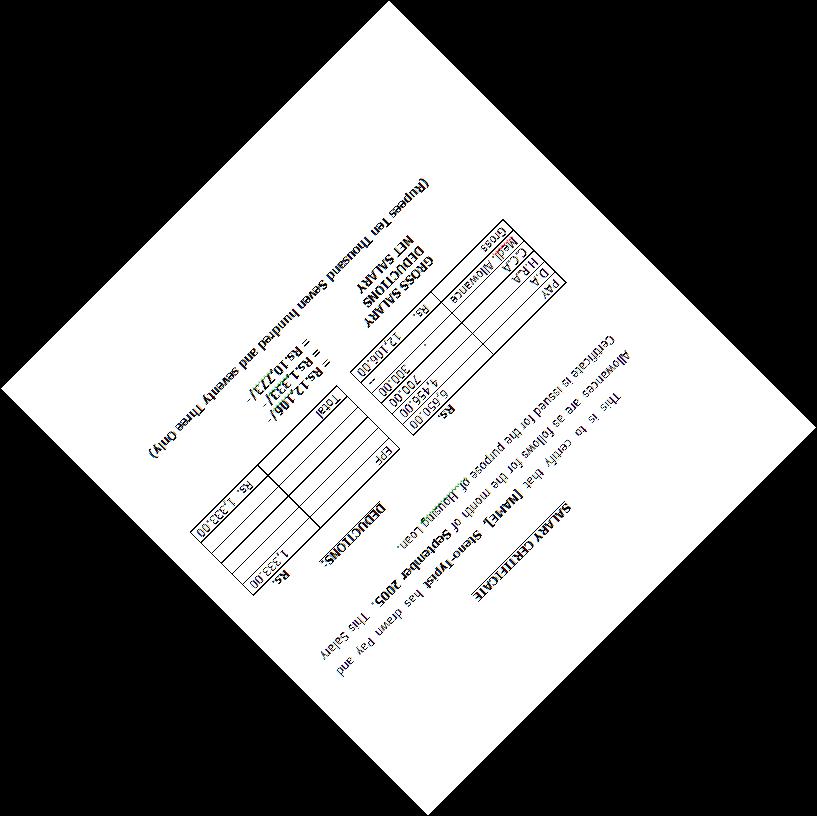 SALARY CERTIFICATE
This is to certify that [NAME], Steno-Typist has drawn Pay and
Allowances are as follows for the month of September 2005. This Salary
Certificate is issued for the purpose of Housing Loan.
Rs.
PAY 6,650.00
D.A 4,456.00
H.R.A 700.00
C.C.A 300.00
Medl. Allowance --
Gross Rs. 12,106.00
DEDUCTIONS:
Rs.
EPF 1,333.00
Total Rs. 1,333.00
GROSS SALARY = Rs.12,106/-
DEDUCTIONS = Rs.1,333/-
NET SALARY = Rs.10,773/-
(Rupees Ten Thousand Seven hundred and seventy Three Only)